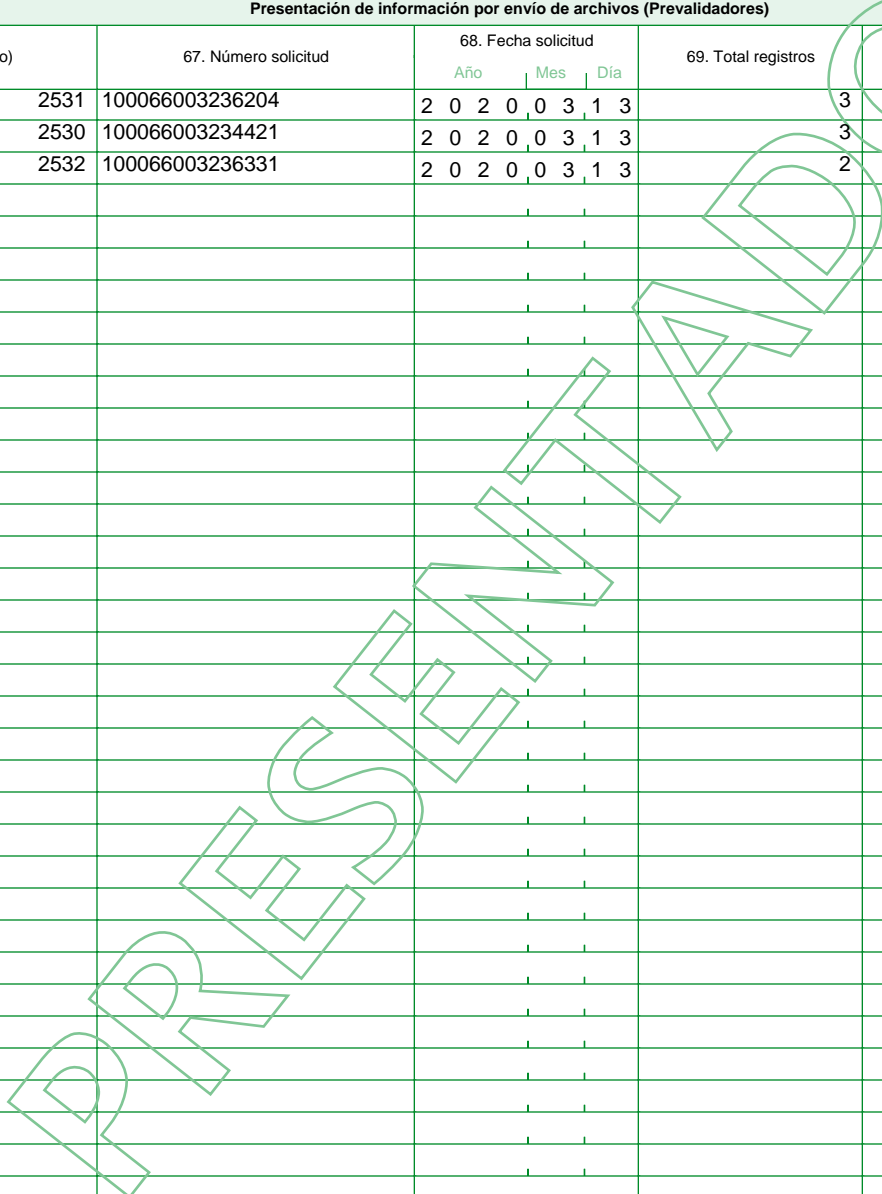 Presentación de información por envío de archivos (Prevalidadores)
o) 67. Número solicitud 68. Fecha solicitud 69. Total registros
Año Mes Día
2531 100066003236204 2 0 2 0 0 3 1 3 3
2530 100066003234421 2 0 2 0 0 3 1 3 3
2532 100066003236331 2 0 2 0 0 3 1 3 2
PRESENTADO